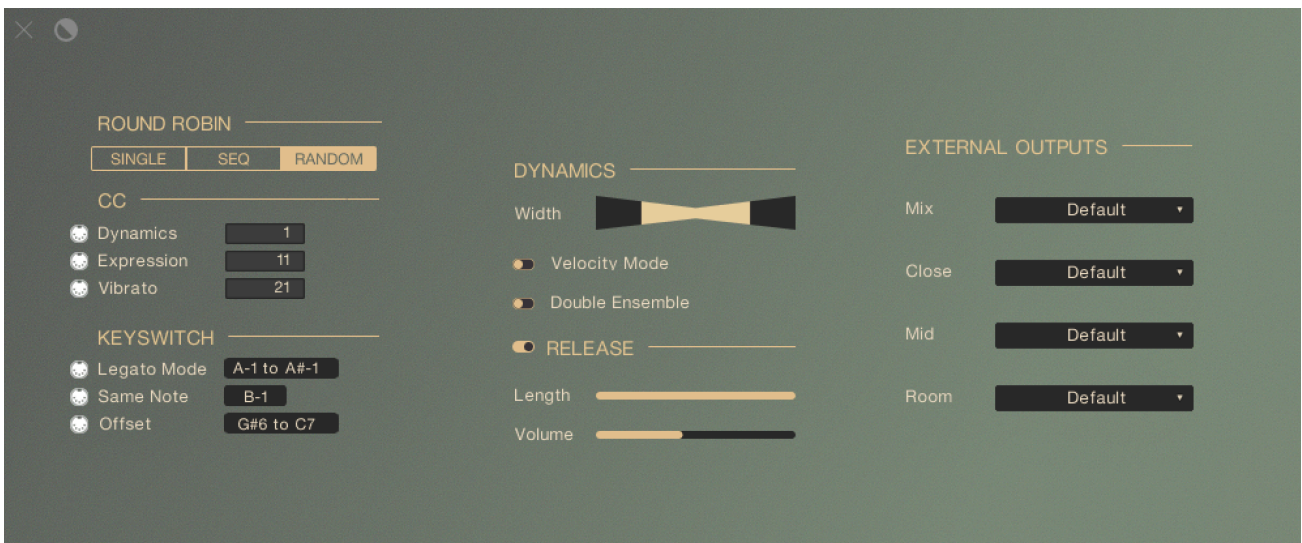 ROUND ROBIN
SINGLE SEQ RANDOM
CC
Dynamics 1
Expression 11
Vibrato 21
KEYSWITCH
Legato Mode A-1 to A#-1
Same Note B-1
Offset G#6 to C7
DYNAMICS
Width
Velocity Mode
Double Ensemble
RELEASE
Length
Volume
EXTERNAL OUTPUTS
Mix Default
Close Default
Mid Default
Room Default